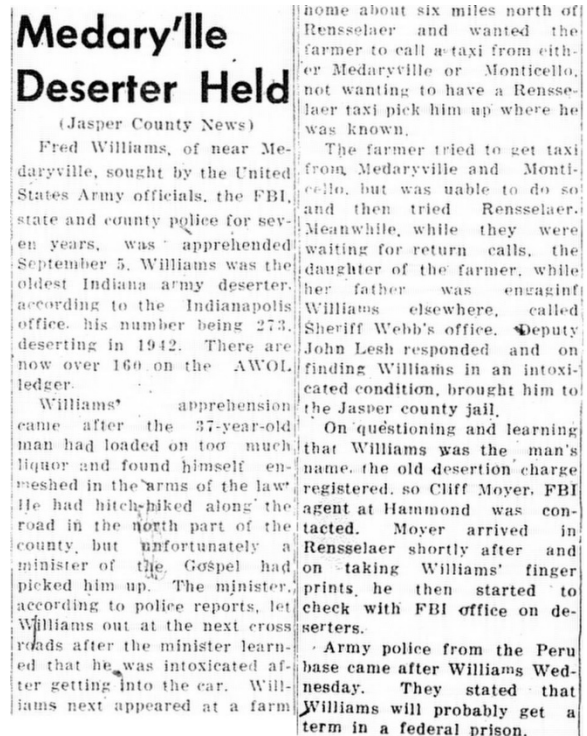 Medary'lle
Deserter Held
(Jasper County News)
Fred Williams, of near Me-
daryville, sought by the United
States Army officials, the FBI,
state and county police for sev-
en years, was apprehended
September 5. Williams was the
oldest Indiana army deserter,
according to the Indianapolis
office, his number being 273,
deserting in 1942. There are
now over 160 on the AWOL
ledger.
Williams' apprehension
came after the 37-year-old
man had loaded on too much
liquor and found himself en-
meshed in the arms of the law.
He had hitch-hiked along the
road in the north part of the
county, but unfortunately a
minister of the Gospel had
picked him up. The minister,
according to police reports, let
Williams out at the next cross
roads after the minister learn-
ed that he was intoxicated af-
ter getting into the car. Will-
iams next appeared at a farm
home about six miles north of
Rensselaer and wanted the
farmer to call a taxi from eith-
er Medaryville or Monticello,
not wanting to have a Rensse-
laer taxi pick him up where he
was known.
The farmer tried to get taxi
from Medaryville and Monti-
cello, but was uable to do so
and then tried Rensselaer.
Meanwhile, while they were
waiting for return calls, the
daughter of the farmer, while
her father was engaginf
Williams elsewhere, called
Sheriff Webb's office. Deputy
John Lesh responded and on
finding Williams in an intoxi-
cated condition, brought him to
the Jasper county jail.
On questioning and learning
that Williams was the man's
name, the old desertion charge
registered, so Cliff Moyer, FBI
agent at Hammond was con-
tacted. Moyer arrived in
Rensselaer shortly after and
on taking Williams' finger
prints, he then started to
check with FBI office on de-
serters.
Army police from the Peru
base came after Williams Wed-
nesday. They stated that
Williams will probably get a
term in a federal prison.